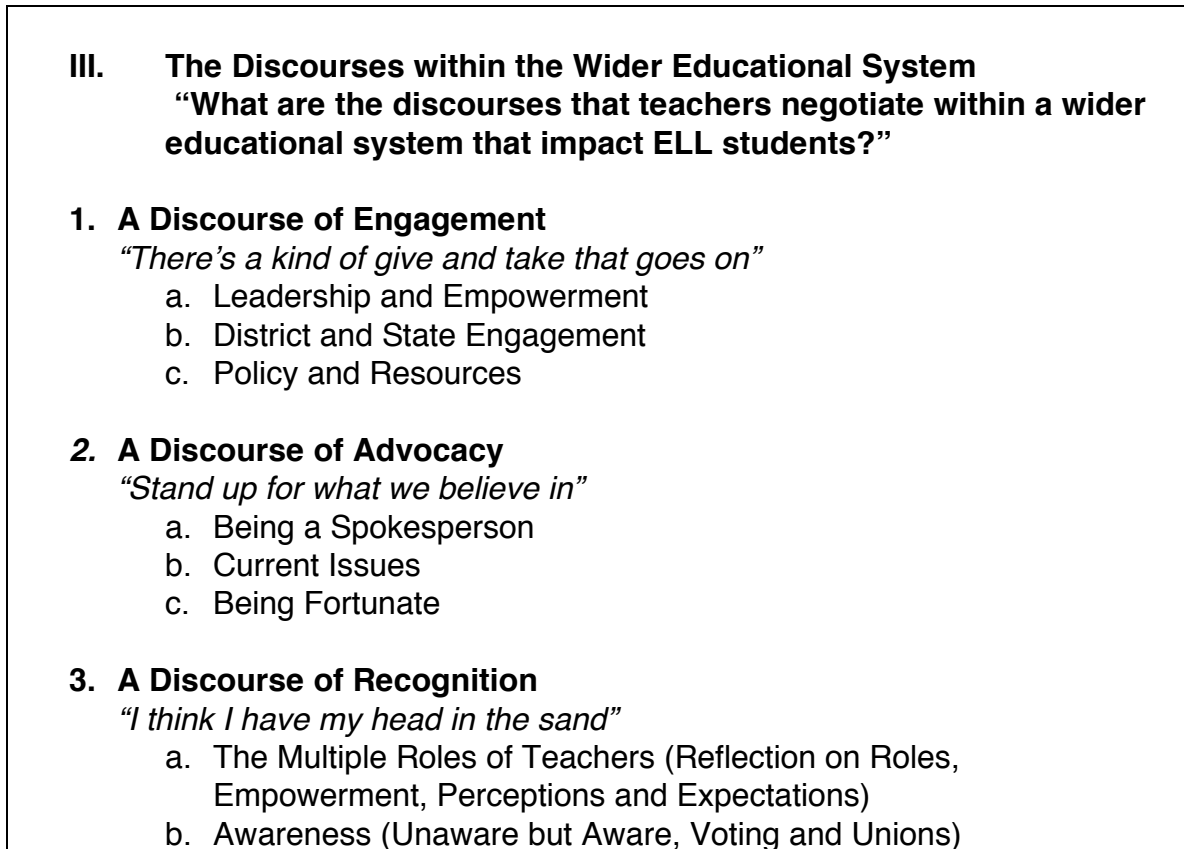 III. The Discourses within the Wider Educational System
“What are the discourses that teachers negotiate within a wider
educational system that impact ELL students?”
1. A Discourse of Engagement
“There’s a kind of give and take that goes on”
a. Leadership and Empowerment
b. District and State Engagement
c. Policy and Resources
2. A Discourse of Advocacy
“Stand up for what we believe in”
a. Being a Spokesperson
b. Current Issues
c. Being Fortunate
3. A Discourse of Recognition
“I think I have my head in the sand”
a. The Multiple Roles of Teachers (Reflection on Roles,
Empowerment, Perceptions and Expectations)
b. Awareness (Unaware but Aware, Voting and Unions)